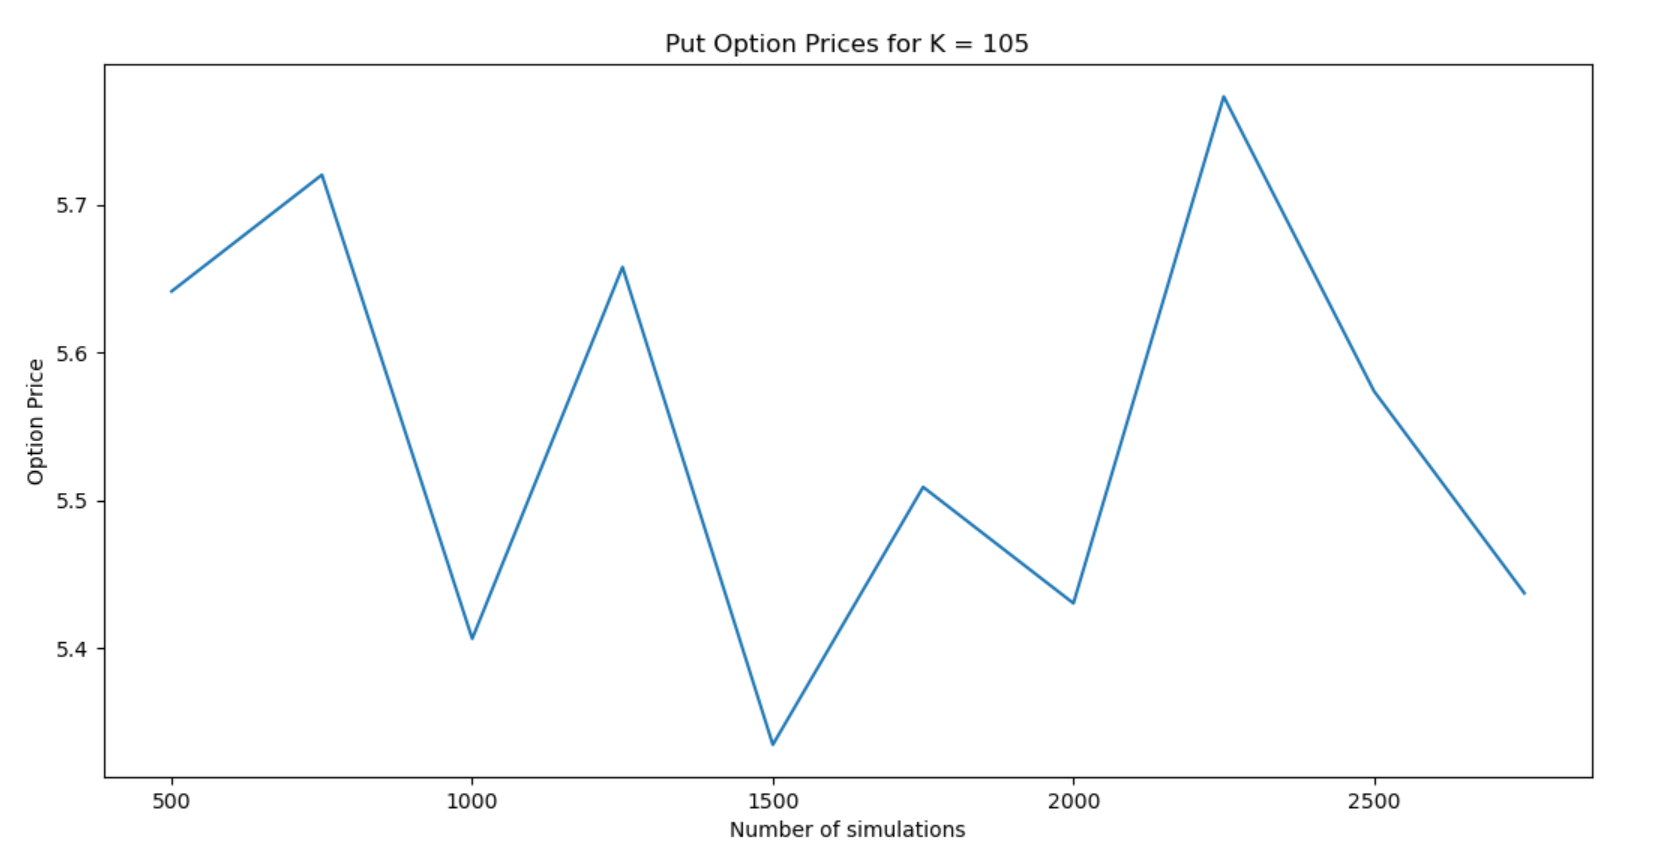 Put Option Prices for K = 105
Option Price
5.7
5.6
5.5
5.4
500 1000 1500 2000 2500
Number of simulations